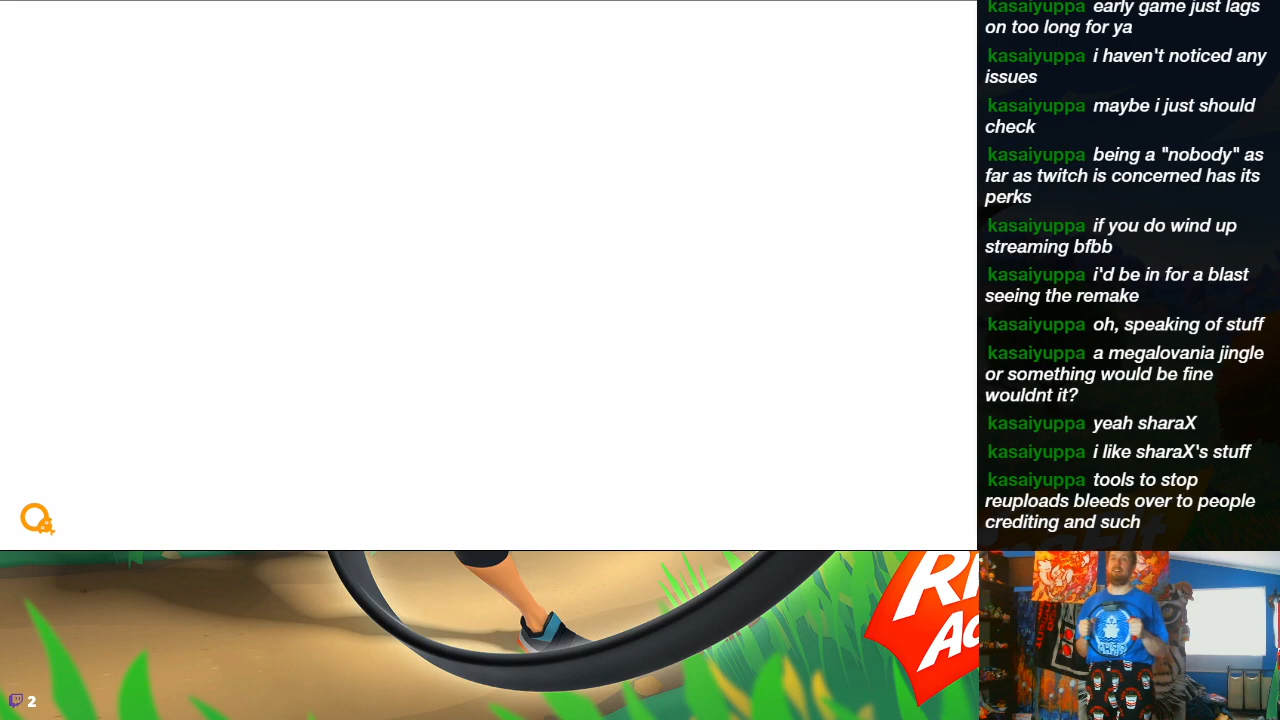 kasaiyuppa early game just lags
on too long for ya
kasaiyuppa i haven't noticed any
issues
kasaiyuppa maybe i just should
check
kasaiyuppa being a "nobody" as
far as twitch is concerned has its
perks
kasaiyuppa if you do wind up
streaming bfbb
kasaiyuppa i'd be in for a blast
seeing the remake
kasaiyuppa oh, speaking of stuff
kasaiyuppa a megalovania jingle
or something would be fine
wouldnt it?
kasaiyuppa yeah sharaX
kasaiyuppa i like sharaX's stuff
kasaiyuppa tools to stop
reuploads bleeds over to people
crediting and such
2